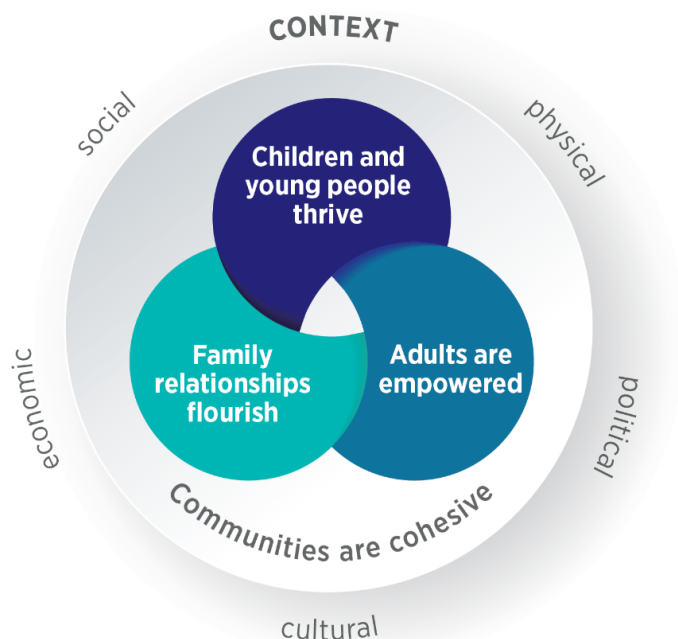 CONTEXT
social
physical
Children and
young people
thrive
Family
relationships
flourish
Adults are
empowered
economic
political
Communities are cohesive
cultural